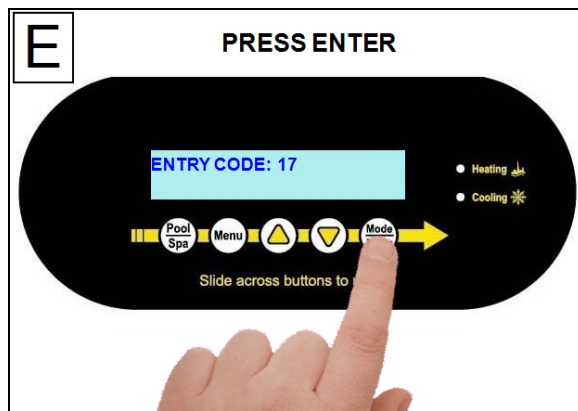 E
PRESS ENTER
ENTRY CODE: 17
Heating
Cooling
Pool
Spa
Menu
Mode
Slide across buttons to